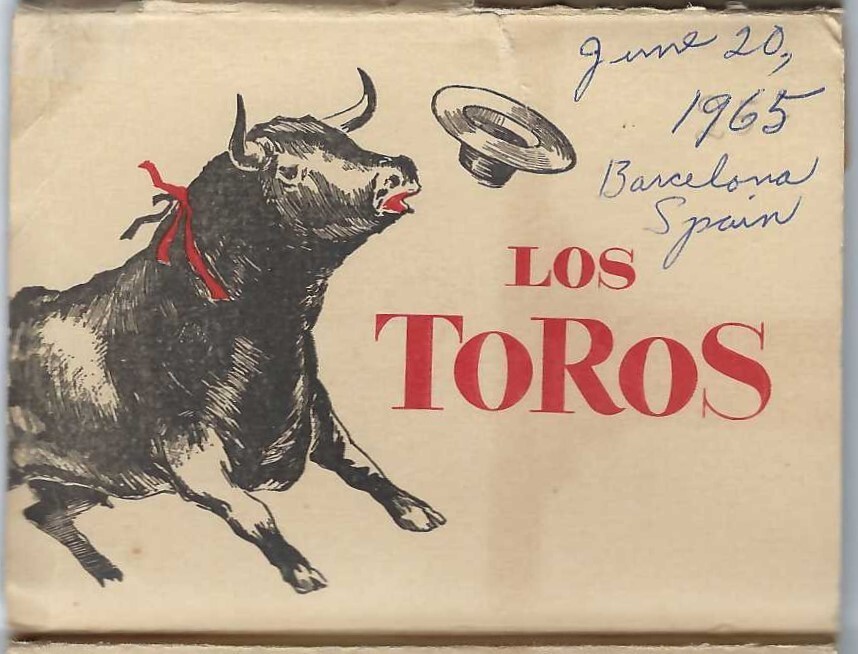 June 20,
1965
Barcelona
Spain
LOS
TOROS